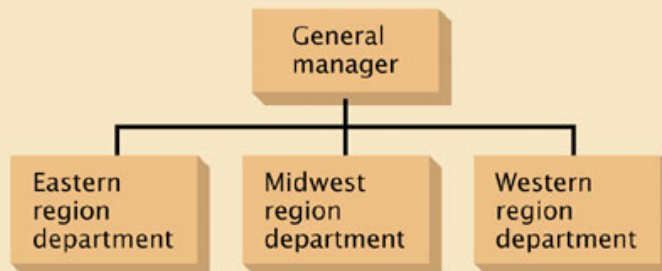 General
manager
Eastern
region
department
Midwest
region
department
Western
region
department